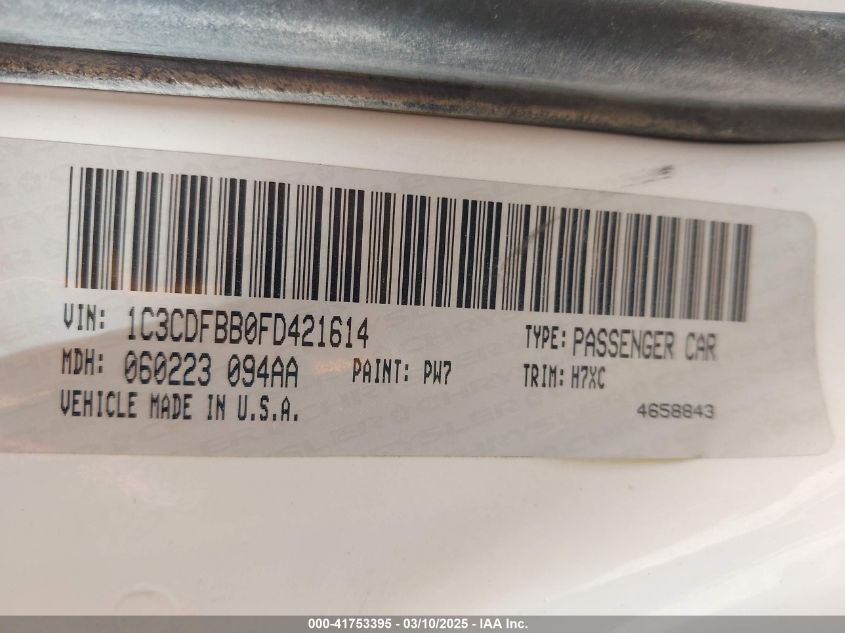 VIN: 1C3CDFBB0FD421614
TYPE: PASSENGER CAR
MDH: 060223 094AA
PAINT: PW7
TRIM: H7XC
VEHICLE MADE IN U.S.A.
4658843
000-41753395 - 03/10/2025 - IAA Inc.